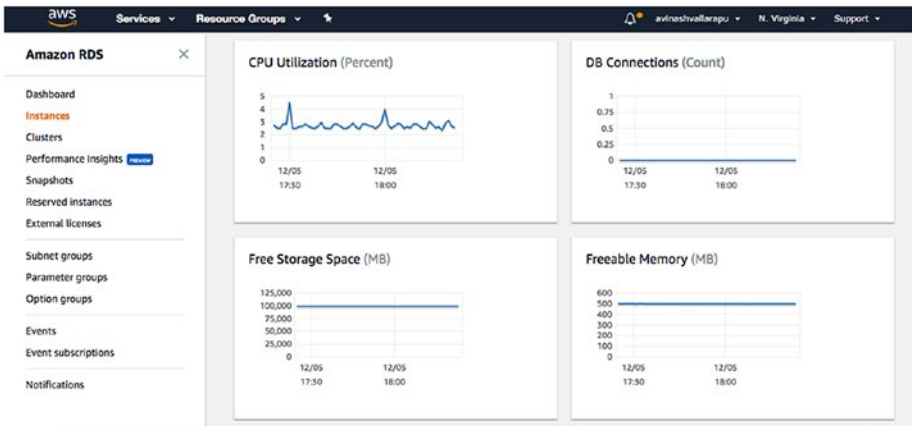 aws Services Resource Groups avinashvallarapu N. Virginia Support
Amazon RDS
Dashboard
Instances
Clusters
Performance Insights PREVIEW
Snapshots
Reserved instances
External licenses
Subnet groups
Parameter groups
Option groups
Events
Event subscriptions
Notifications
CPU Utilization (Percent)
5
4
3
2
1
0
12/05 12/05
17:30 18:00
DB Connections (Count)
1
0.75
0.5
0.25
0
12/05 12/05
17:30 18:00
Free Storage Space (MB)
125,000
100,000
75,000
50,000
25,000
0
12/05 12/05
17:30 18:00
Freeable Memory (MB)
600
500
400
300
200
100
0
12/05 12/05
17:30 18:00